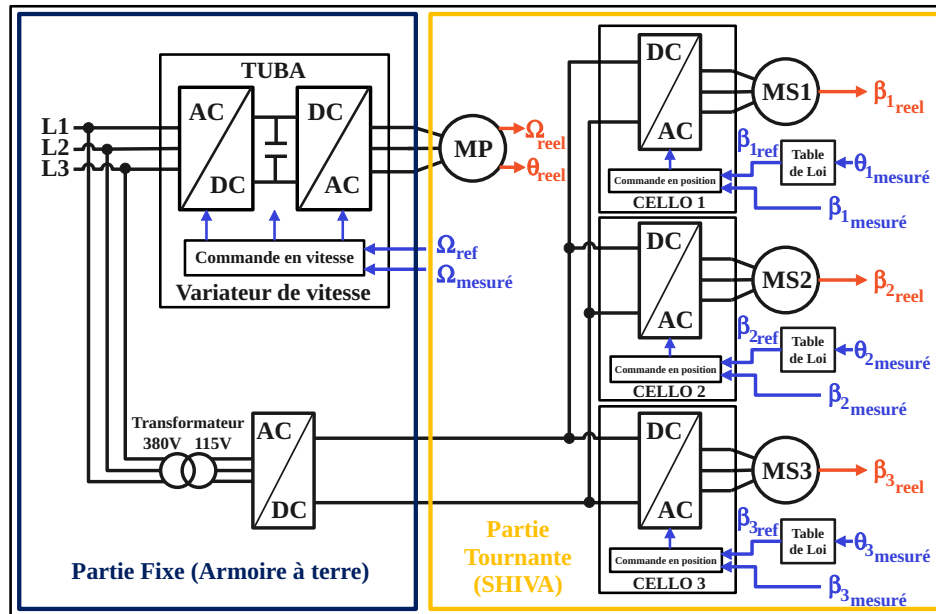 TUBA
AC
DC
DC
AC
L1
L2
L3
MP
Ωreel
θreel
Commande en vitesse
Ωref
Ωmesuré
Variateur de vitesse
Transformateur
380V 115V
AC
DC
Partie Fixe (Armoire à terre)
Partie
Tournante
(SHIVA)
DC
AC
MS1
β1reel
β1ref
Table
de Loi
θ1mesuré
Commande en position
β1mesuré
CELLO 1
DC
AC
MS2
β2reel
β2ref
Table
de Loi
θ2mesuré
Commande en position
β2mesuré
CELLO 2
DC
AC
MS3
β3reel
β3ref
Table
de Loi
θ3mesuré
Commande en position
β3mesuré
CELLO 3